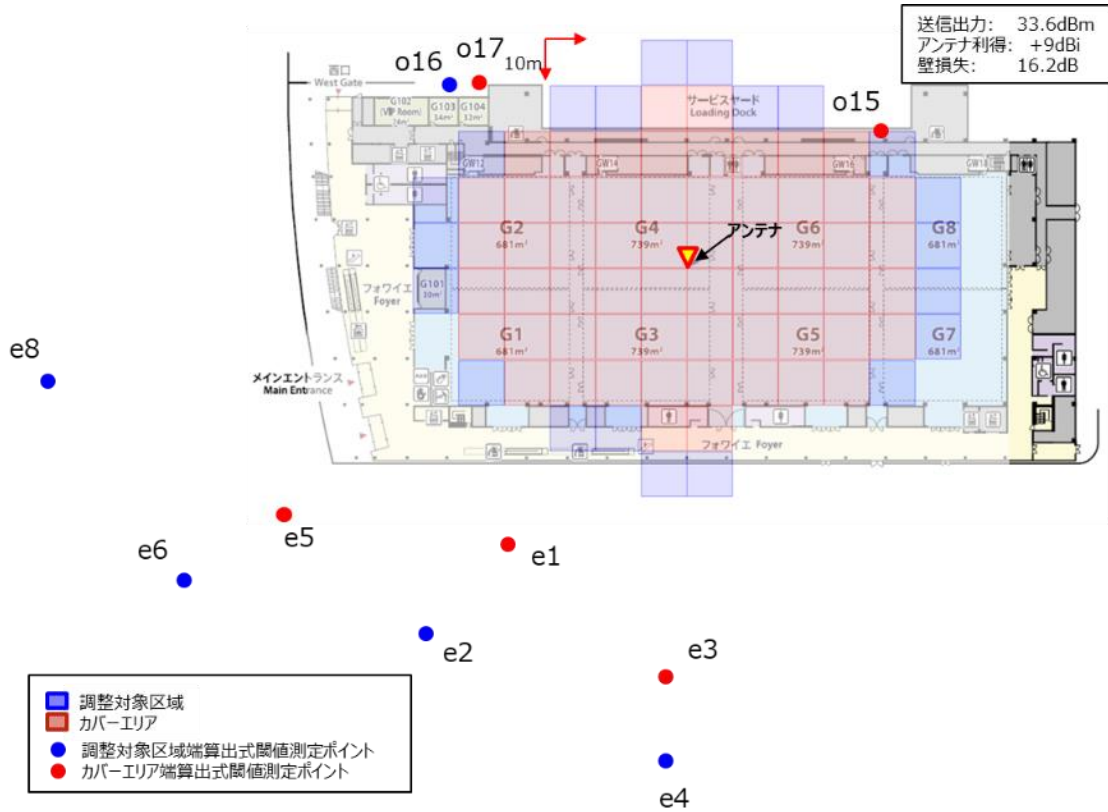 送信出力: 33.6dBm
アンテナ利得: +9dBi
壁損失: 16.2dB
o16
o17
10m
西口
West Gate
G102
(VIP Room)
G103
G104
サービスヤード
Loading Dock
o15
GW12
GW14
GW16
GW18
G2
681m²
G4
739m²
G6
739m²
G8
681m²
アンテナ
フォワイエ
Foyer
G101
G1
681m²
G3
739m²
G5
739m²
G7
681m²
e8
メインエントランス
Main Entrance
フォワイエ Foyer
e5
e1
e6
e2
e3
e4
調整対象区域
カバーエリア
調整対象区域端算出式閾値測定ポイント
カバーエリア端算出式閾値測定ポイント